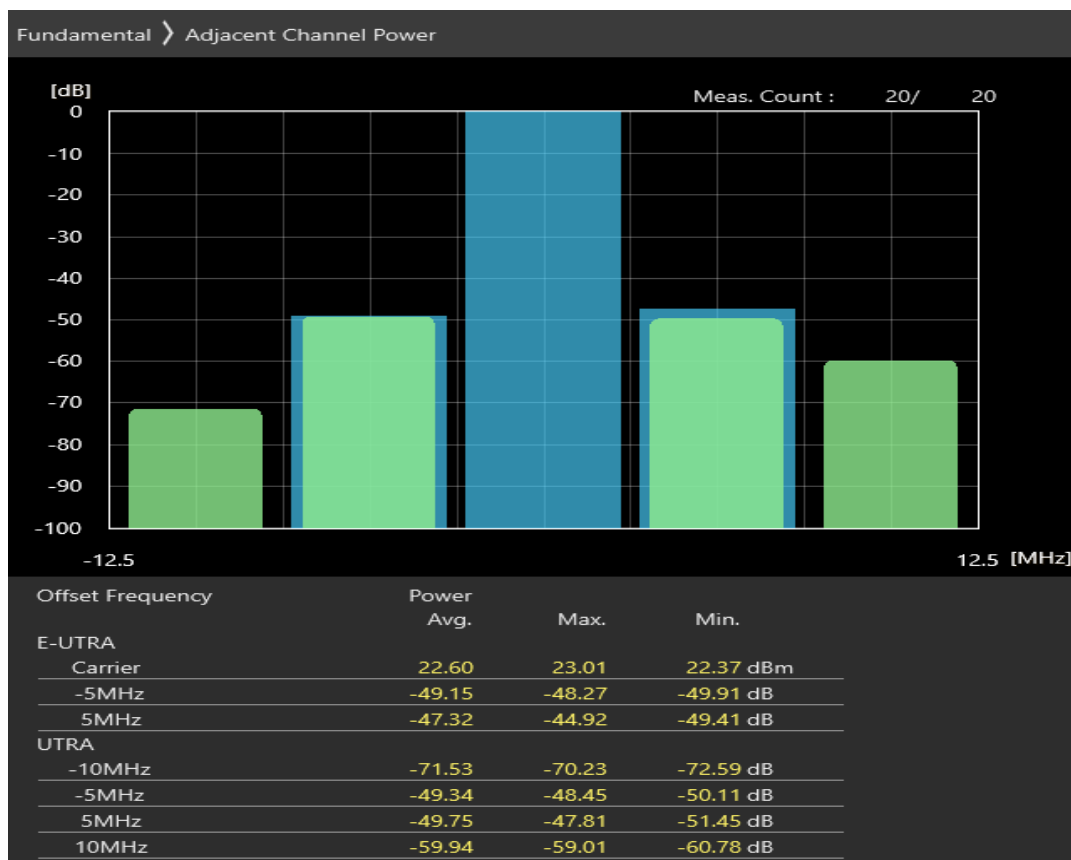 Fundamental ❯ Adjacent Channel Power
[dB]
Meas. Count : 20/ 20
0
-10
-20
-30
-40
-50
-60
-70
-80
-90
-100
-12.5 12.5 [MHz]
Offset Frequency Power
Avg. Max. Min.
E-UTRA
Carrier 22.60 23.01 22.37 dBm
-5MHz -49.15 -48.27 -49.91 dB
5MHz -47.32 -44.92 -49.41 dB
UTRA
-10MHz -71.53 -70.23 -72.59 dB
-5MHz -49.34 -48.45 -50.11 dB
5MHz -49.75 -47.81 -51.45 dB
10MHz -59.94 -59.01 -60.78 dB